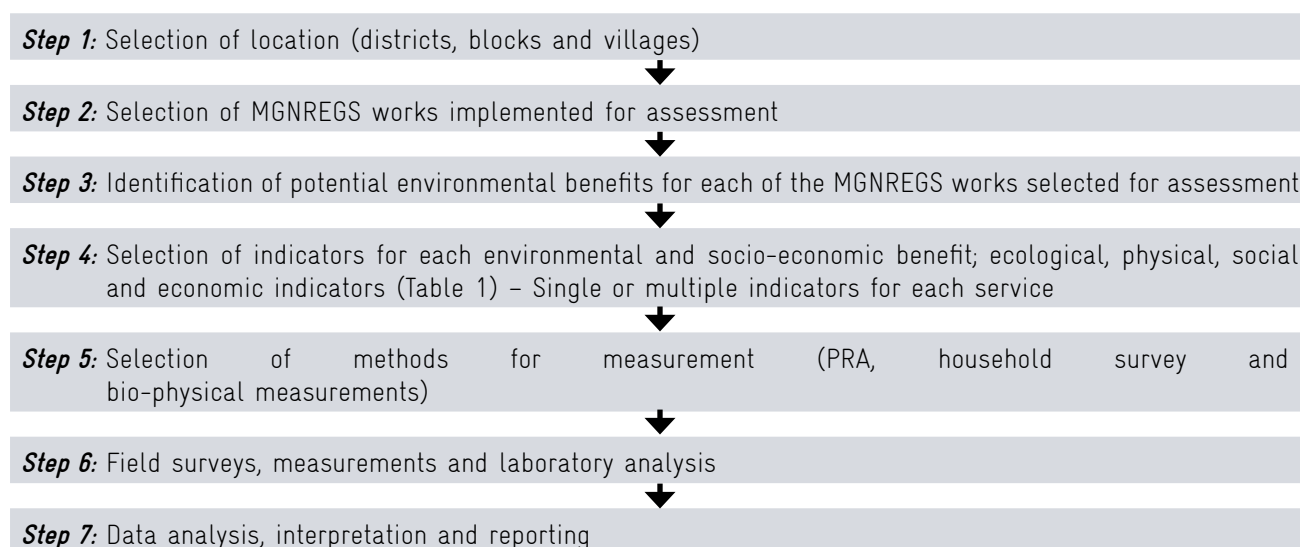 Step 1: Selection of location (districts, blocks and villages)
Step 2: Selection of MGNREGS works implemented for assessment
Step 3: Identification of potential environmental benefits for each of the MGNREGS works selected for assessment
Step 4: Selection of indicators for each environmental and socio-economic benefit; ecological, physical, social
and economic indicators (Table 1) – Single or multiple indicators for each service
Step 5: Selection of methods for measurement (PRA, household survey and
bio-physical measurements)
Step 6: Field surveys, measurements and laboratory analysis
Step 7: Data analysis, interpretation and reporting